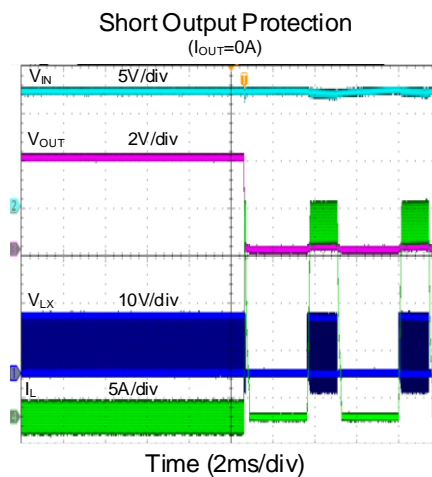 Short Output Protection
(IOUT=0A)
T
VIN 5V/div
VOUT 2V/div
2
VLX 10V/div
IL 5A/div
Time (2ms/div)